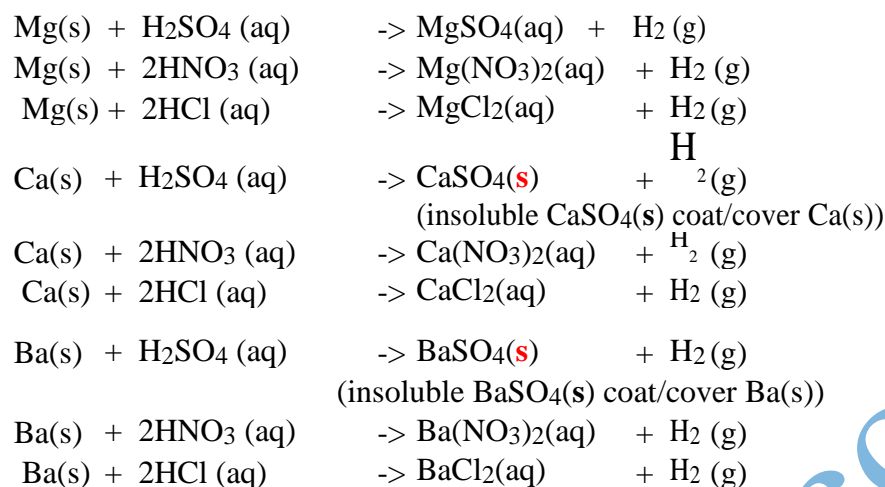 Mg(s) + H2SO4 (aq) -> MgSO4(aq) + H2 (g)
Mg(s) + 2HNO3 (aq) -> Mg(NO3)2(aq) + H2 (g)
Mg(s) + 2HCl (aq) -> MgCl2(aq) + H2 (g)
Ca(s) + H2SO4 (aq) -> CaSO4(s) + H2 (g)
(insoluble CaSO4(s) coat/cover Ca(s))
Ca(s) + 2HNO3 (aq) -> Ca(NO3)2(aq) + H2 (g)
Ca(s) + 2HCl (aq) -> CaCl2(aq) + H2 (g)
Ba(s) + H2SO4 (aq) -> BaSO4(s) + H2 (g)
(insoluble BaSO4(s) coat/cover Ba(s))
Ba(s) + 2HNO3 (aq) -> Ba(NO3)2(aq) + H2 (g)
Ba(s) + 2HCl (aq) -> BaCl2(aq) + H2 (g)